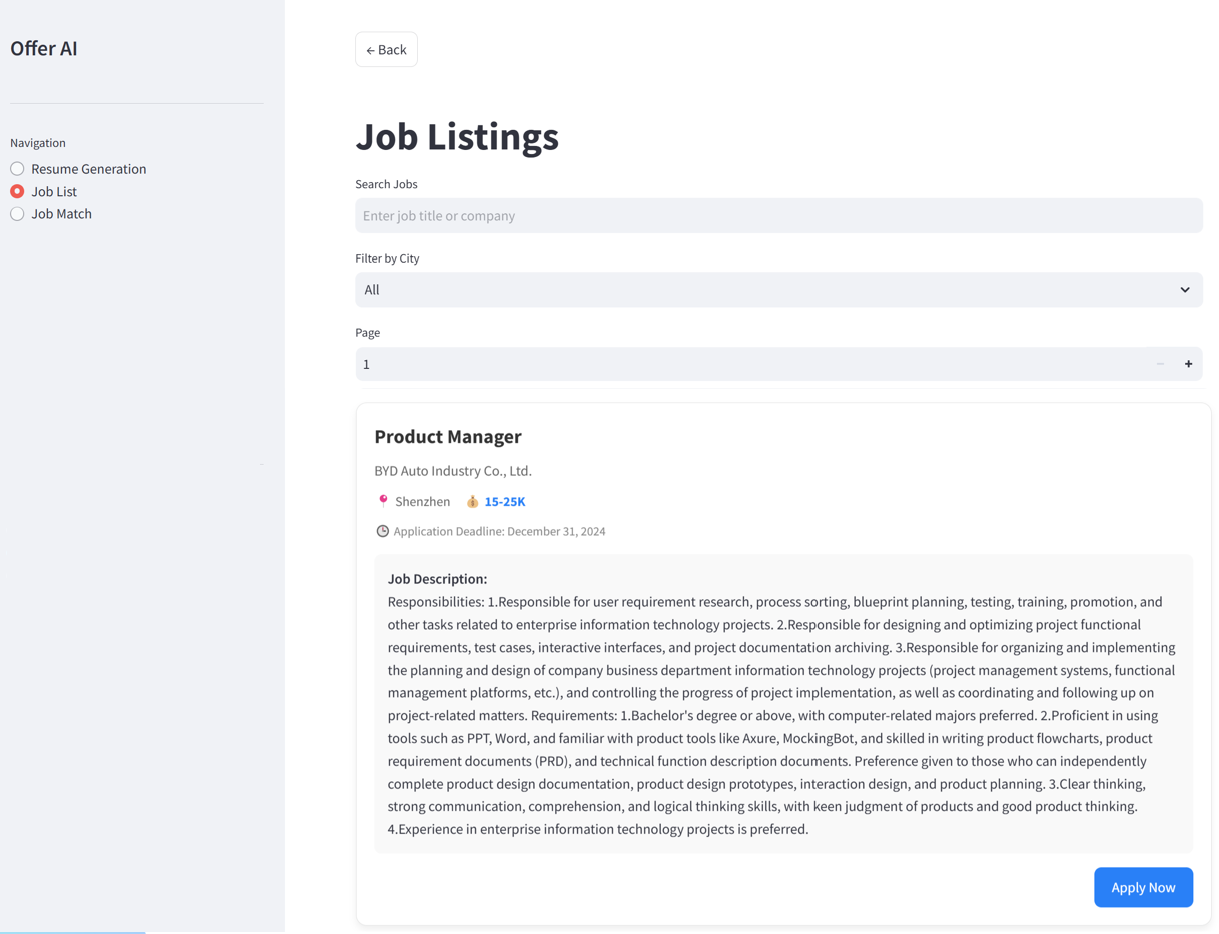 Offer AI
Navigation
Resume Generation
Job List
Job Match
← Back
Job Listings
Search Jobs
Enter job title or company
Filter by City
All
Page
1
Product Manager
BYD Auto Industry Co., Ltd.
Shenzhen 15-25K
Application Deadline: December 31, 2024
Job Description:
Responsibilities: 1.Responsible for user requirement research, process sorting, blueprint planning, testing, training, promotion, and
other tasks related to enterprise information technology projects. 2.Responsible for designing and optimizing project functional
requirements, test cases, interactive interfaces, and project documentation archiving. 3.Responsible for organizing and implementing
the planning and design of company business department information technology projects (project management systems, functional
management platforms, etc.), and controlling the progress of project implementation, as well as coordinating and following up on
project-related matters. Requirements: 1.Bachelor's degree or above, with computer-related majors preferred. 2.Proficient in using
tools such as PPT, Word, and familiar with product tools like Axure, MockingBot, and skilled in writing product flowcharts, product
requirement documents (PRD), and technical function description documents. Preference given to those who can independently
complete product design documentation, product design prototypes, interaction design, and product planning. 3.Clear thinking,
strong communication, comprehension, and logical thinking skills, with keen judgment of products and good product thinking.
4.Experience in enterprise information technology projects is preferred.
Apply Now